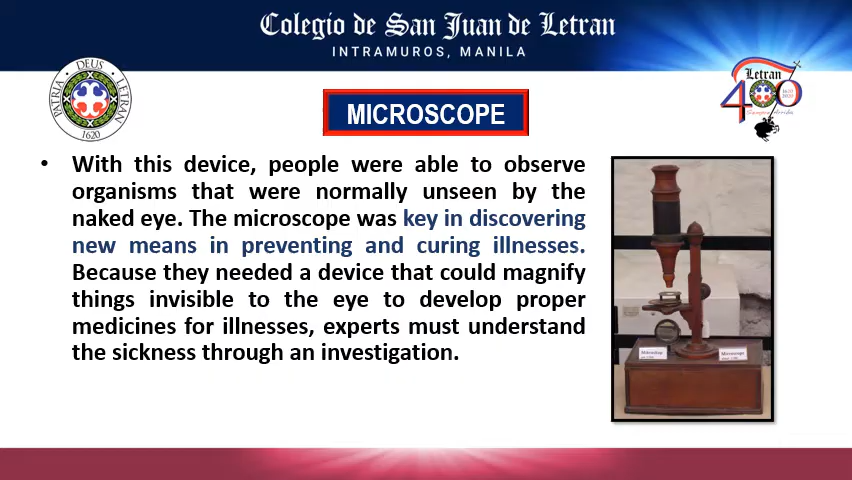 Colegio de San Juan de Letran
INTRAMUROS, MANILA
DEUS
PATRIA
LETRAN
1620
Letran
400
MICROSCOPE
• With this device, people were able to observe
organisms that were normally unseen by the
naked eye. The microscope was key in discovering
new means in preventing and curing illnesses.
Because they needed a device that could magnify
things invisible to the eye to develop proper
medicines for illnesses, experts must understand
the sickness through an investigation.
Microscope